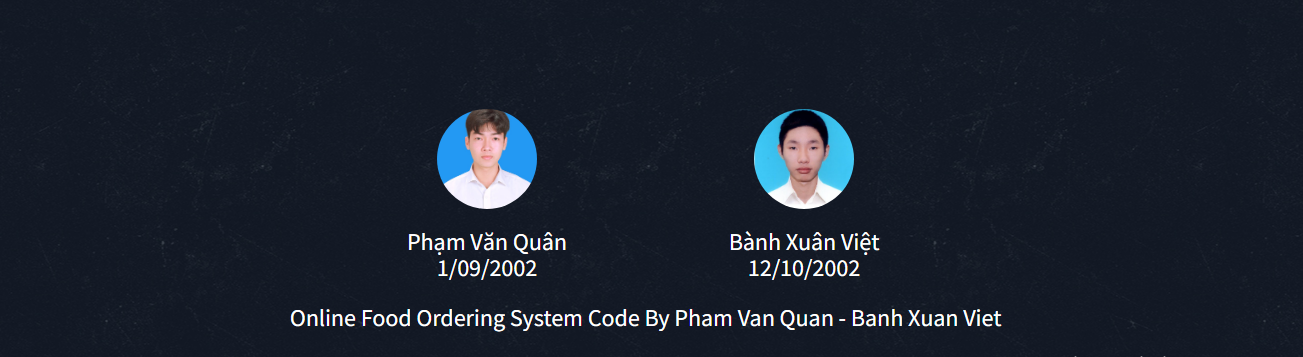 Phạm Văn Quân
Bành Xuân Việt
1/09/2002
12/10/2002
Online Food Ordering System Code By Pham Van Quan - Banh Xuan Viet